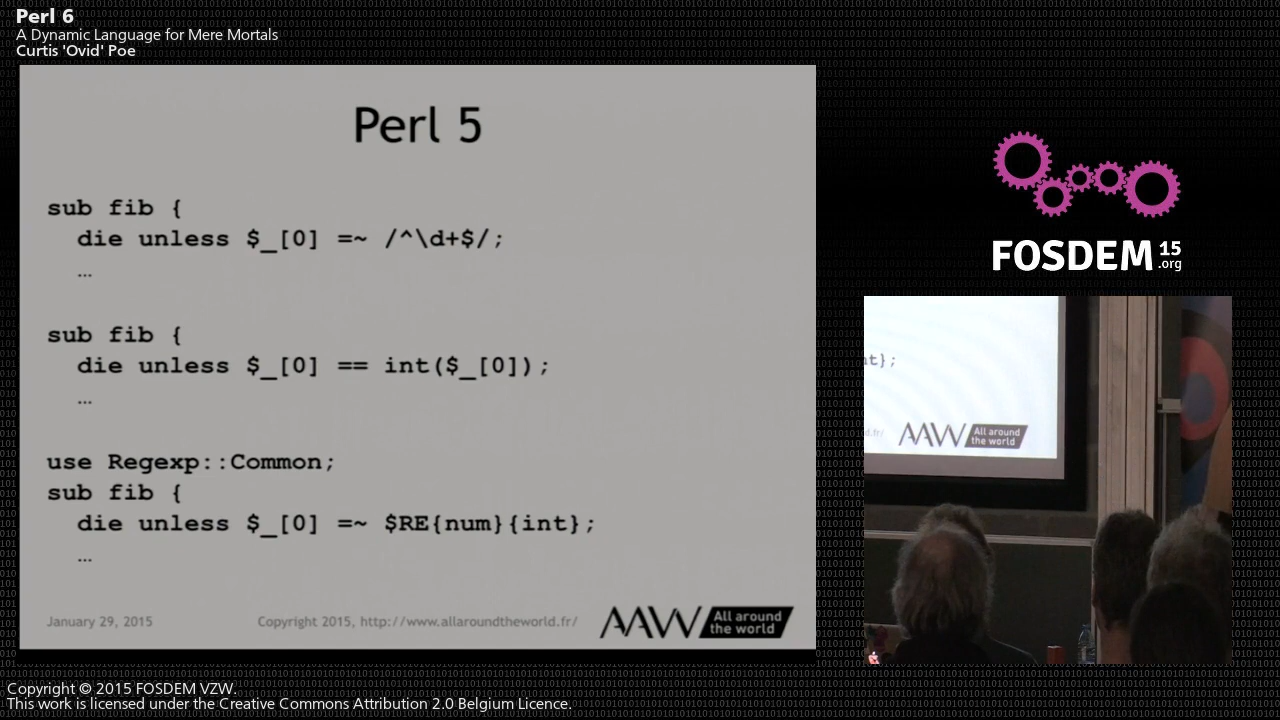 Perl 6
A Dynamic Language for Mere Mortals
Curtis 'Ovid' Poe
Perl 5
sub fib {
die unless $_[0] =~ /^\d+$/;
…
sub fib {
die unless $_[0] == int($_[0]);
…
use Regexp::Common;
sub fib {
die unless $_[0] =~ $RE{num}{int};
…
January 29, 2015
Copyright 2015, http://www.allaroundtheworld.fr/
AAW All around
the world
FOSDEM 15
.org
t};
d.fr/
AAW All around
the world
Copyright © 2015 FOSDEM VZW.
This work is licensed under the Creative Commons Attribution 2.0 Belgium Licence.